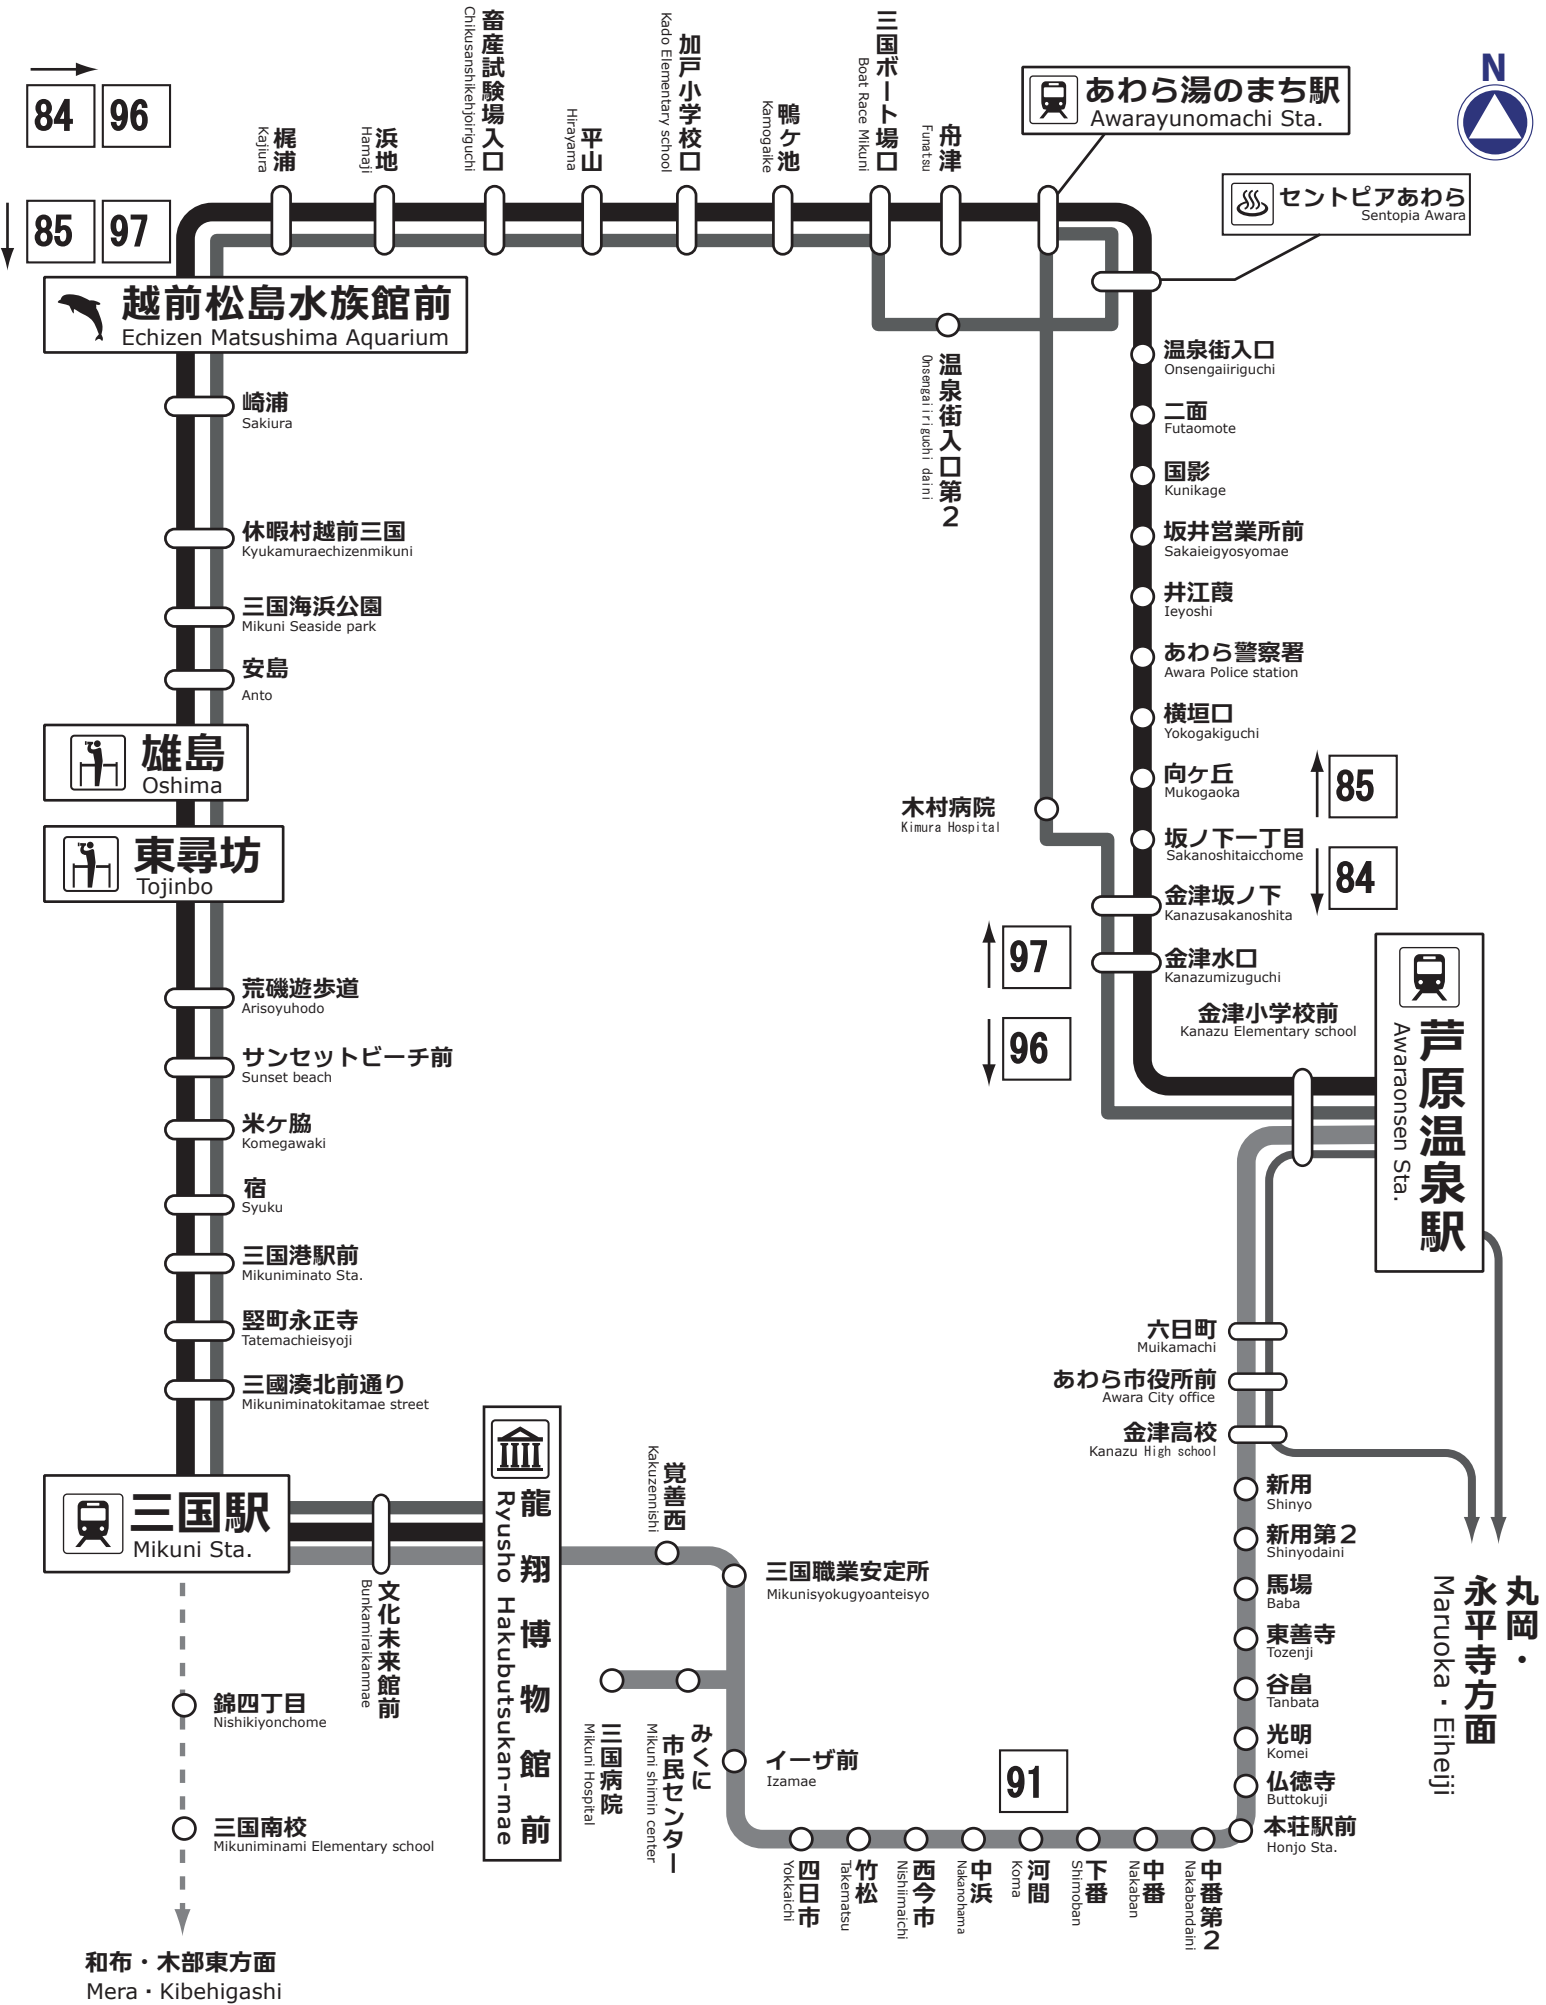 84
96
85
97
梶浦
Kajiura
浜地
Hamaji
畜産試験場入口
Chikusanshikehjoiriguchi
平山
Hirayama
加戸小学校口
Kado Elementary school
鴨ケ池
Kamogaike
三国ボート場口
Boat Race Mikuni
舟津
Funatsu
あわら湯のまち駅
Awarayunomachi Sta.
N
セントピアあわら
Sentopia Awara
越前松島水族館前
Echizen Matsushima Aquarium
温泉街入口第２
Onsengaiiriguchi daini
温泉街入口
Onsengaiiriguchi
二面
Futaomote
国影
Kunikage
坂井営業所前
Sakaieigyosyomae
井江葭
Ieyoshi
あわら警察署
Awara Police station
横垣口
Yokogakiguchi
向ヶ丘
Mukogaoka
坂ノ下一丁目
Sakanoshitaicchome
金津坂ノ下
Kanazusakanoshita
金津水口
Kanazumizuguchi
金津小学校前
Kanazu Elementary school
85
84
97
96
木村病院
Kimura Hospital
芦原温泉駅
Awaraonsen Sta.
崎浦
Sakiura
休暇村越前三国
Kyukamuraechizenmikuni
三国海浜公園
Mikuni Seaside park
安島
Anto
雄島
Oshima
東尋坊
Tojinbo
荒磯遊歩道
Arisoyuhodo
サンセットビーチ前
Sunset beach
米ヶ脇
Komegawaki
宿
Syuku
三国港駅前
Mikuniminato Sta.
竪町永正寺
Tatemachieisyoji
三國湊北前通り
Mikuniminatokitamae street
三国駅
Mikuni Sta.
文化未来館前
Bunkamiraikanmae
龍翔博物館前
Ryusho Hakubutsukan-mae
覚善西
Kakuzennishi
三国職業安定所
Mikunisyokugyoanteisyo
三国病院
Mikuni Hospital
みくに
市民センター
Mikuni shimin center
イーザ前
Izamae
91
四日市
Yokkaichi
竹松
Takematsu
西今市
Nishiimaichi
中浜
Nakanohama
河間
Koma
下番
Shimoban
中番
Nakaban
中番第２
Nakabandaini
本荘駅前
Honjo Sta.
仏徳寺
Buttokuji
光明
Komei
谷畠
Tanbata
東善寺
Tozenji
馬場
Baba
新用第２
Shinyodaini
新用
Shinyo
金津高校
Kanazu High school
あわら市役所前
Awara City office
六日町
Muikamachi
丸岡・
永平寺方面
Maruoka・Eiheiji
錦四丁目
Nishikiyonchome
三国南校
Mikuniminami Elementary school
和布・木部東方面
Mera・Kibehigashi